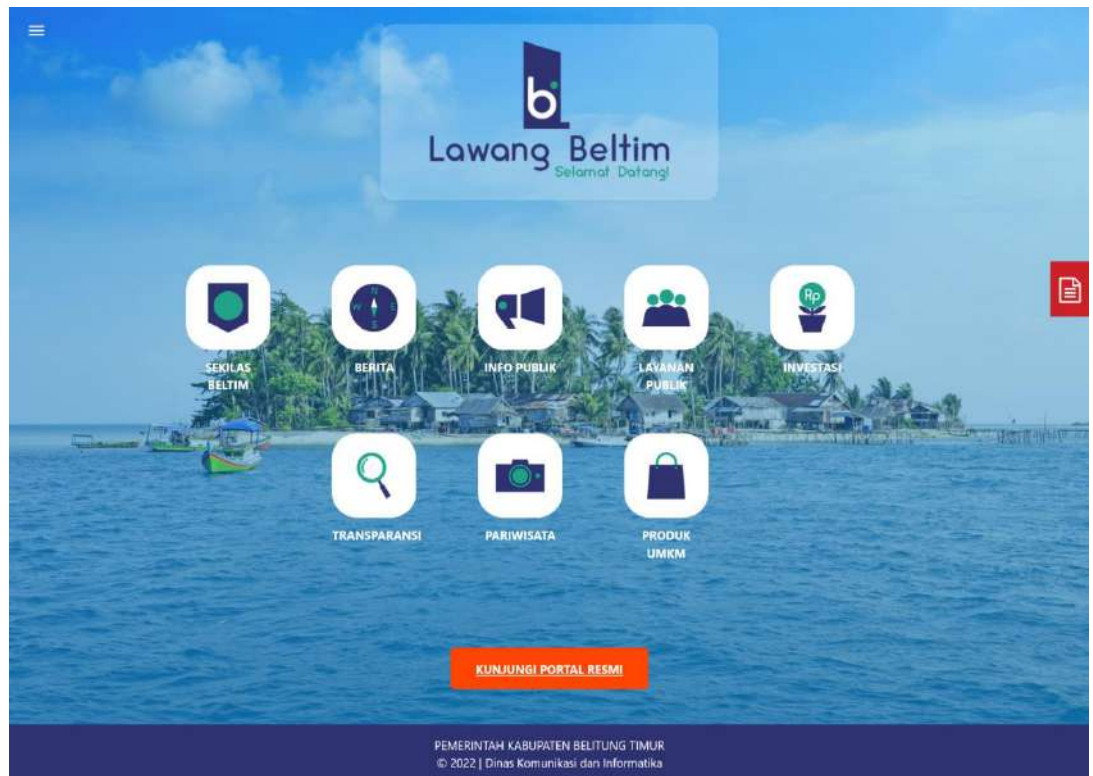 b
Lawang Beltim
Selamat Datang!
N
W E
S
Rp
SEKILAS
BELTIM
BERITA
INFO PUBLIK
LAYANAN
PUBLIK
INVESTASI
TRANSPARANSI
PARIWISATA
PRODUK
UMKM
KUNJUNGI PORTAL RESMI
PEMERINTAH KABUPATEN BELITUNG TIMUR
© 2022 | Dinas Komunikasi dan Informatika